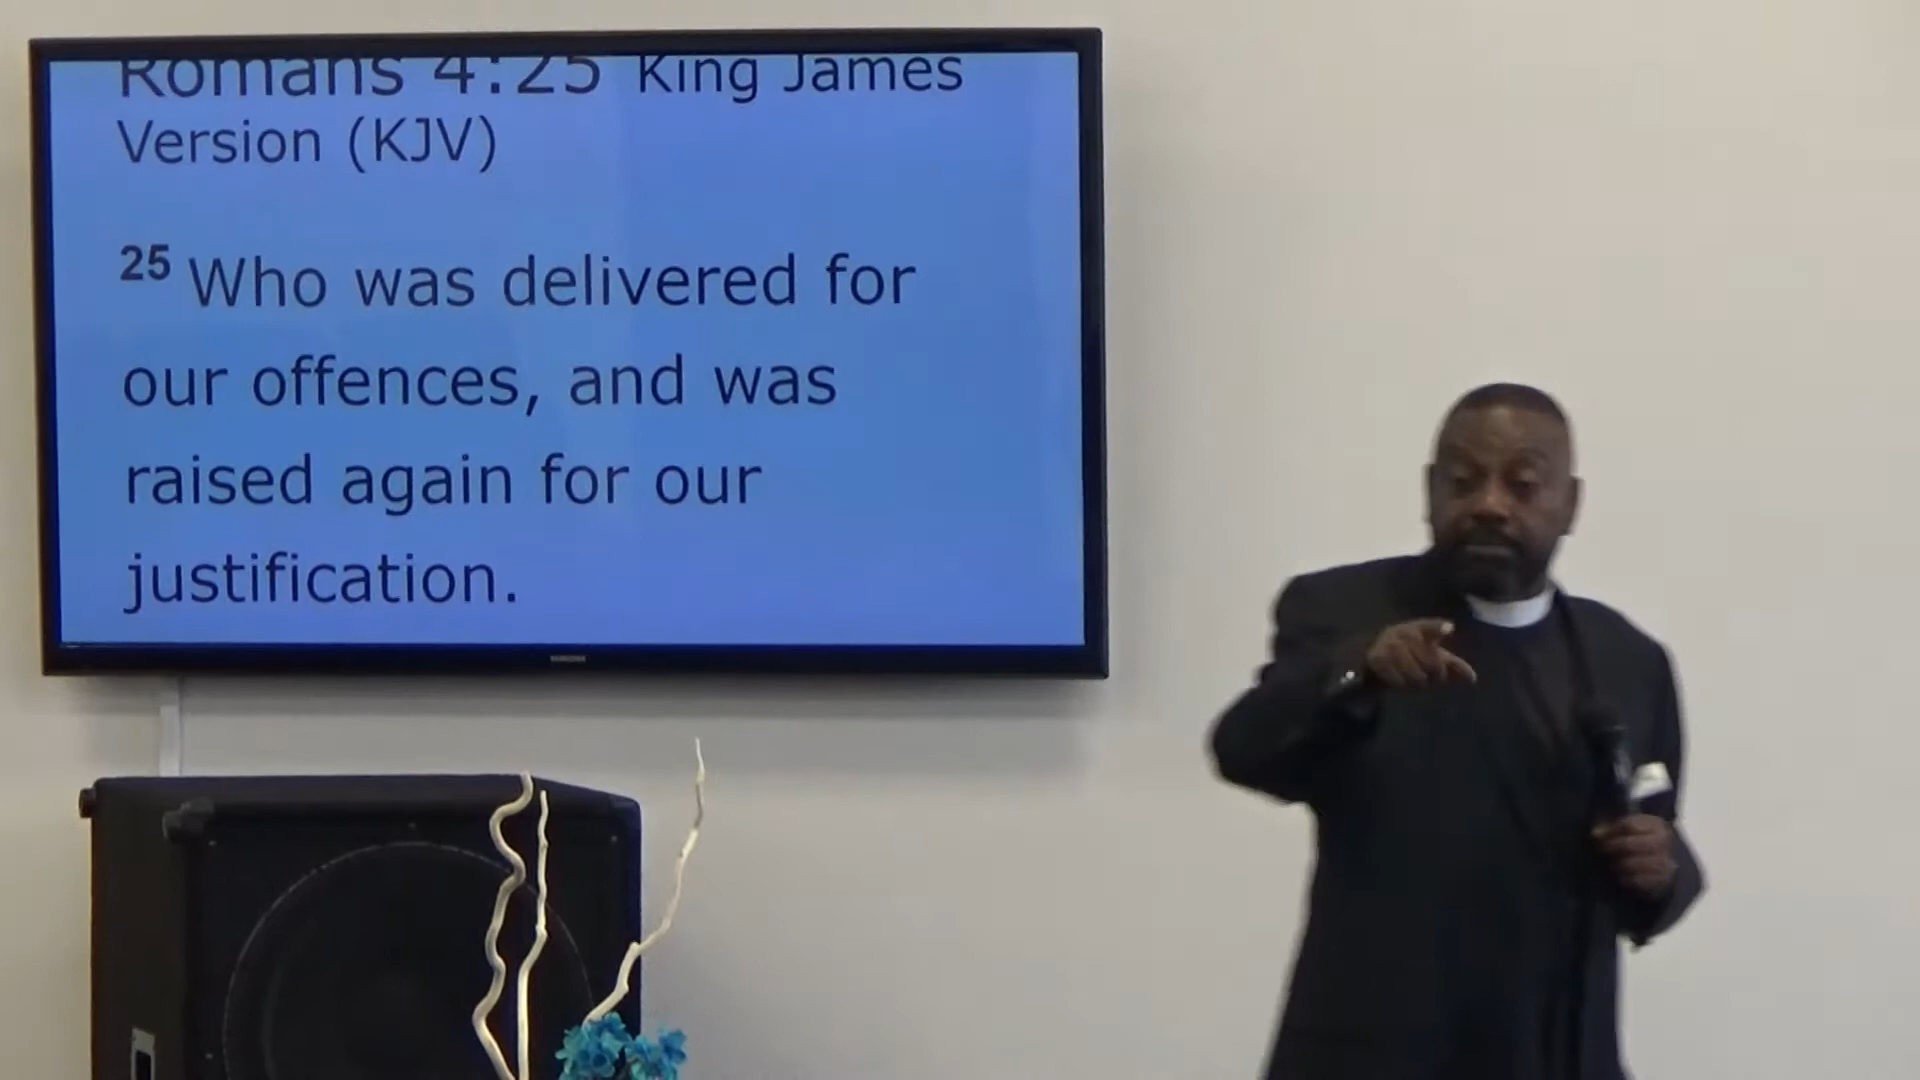 Romans 4:25 King James
Version (KJV)
25 Who was delivered for
our offences, and was
raised again for our
justification.
SAMSUNG